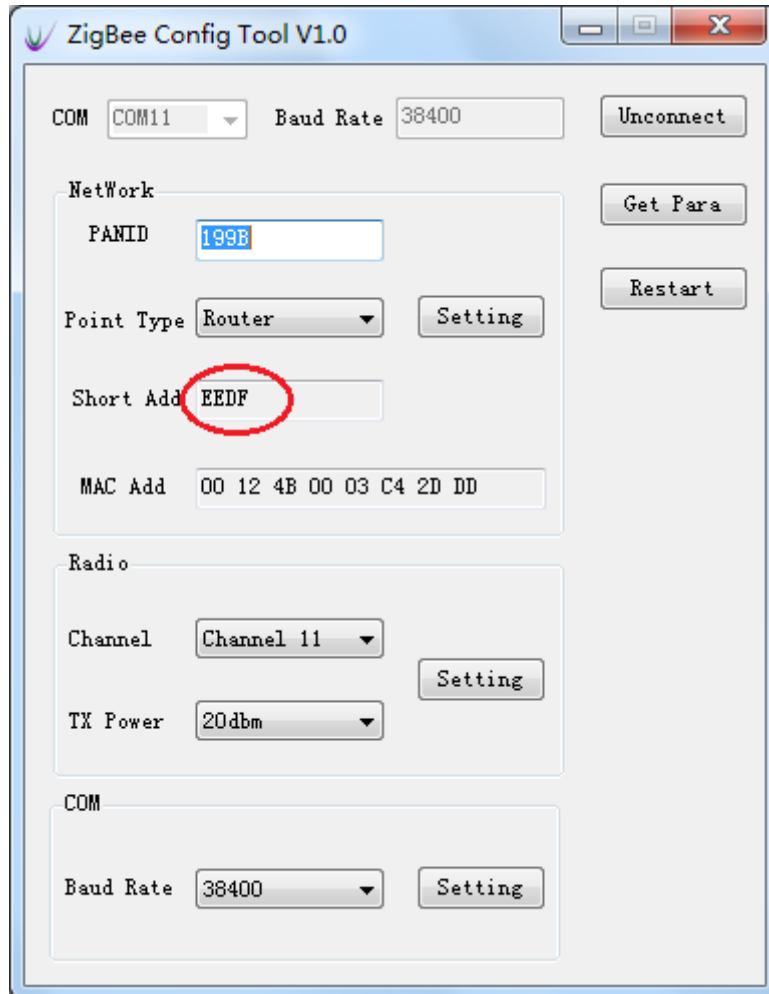 ZigBee Config Tool V1.0
COM COM11 Baud Rate 38400 Unconnect
NetWork
PANID 199B Get Para
Point Type Router Setting Restart
Short Add EEDF
MAC Add 00 12 4B 00 03 C4 2D DD
Radio
Channel Channel 11
Setting
TX Power 20dbm
COM
Baud Rate 38400 Setting